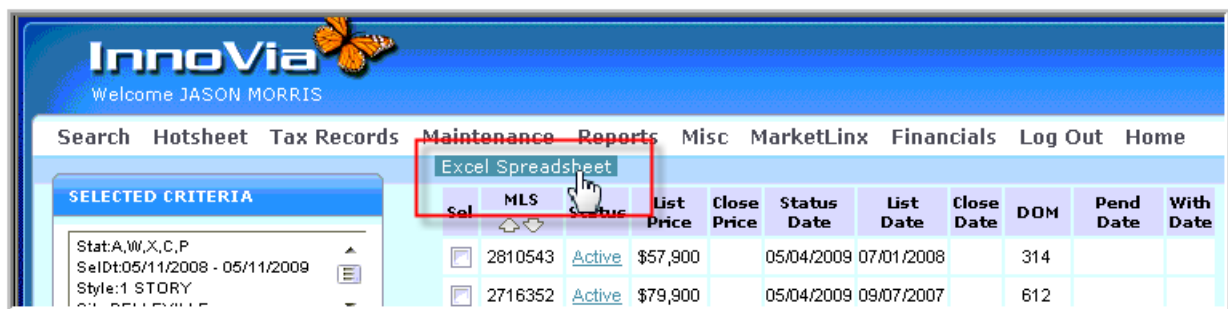 InnoVia
Welcome JASON MORRIS
Search Hotsheet Tax Records Maintenance Reports Misc MarketLinx Financials Log Out Home
Excel Spreadsheet
SELECTED CRITERIA
Sel MLS Status List Price Close Price Status Date List Date Close Date DOM Pend Date With Date
Stat:A,W,X,C,P
SelDt:05/11/2008 - 05/11/2009
Style:1 STORY
2810543 Active $57,900 05/04/2009 07/01/2008 314
2716352 Active $79,900 05/04/2009 09/07/2007 612